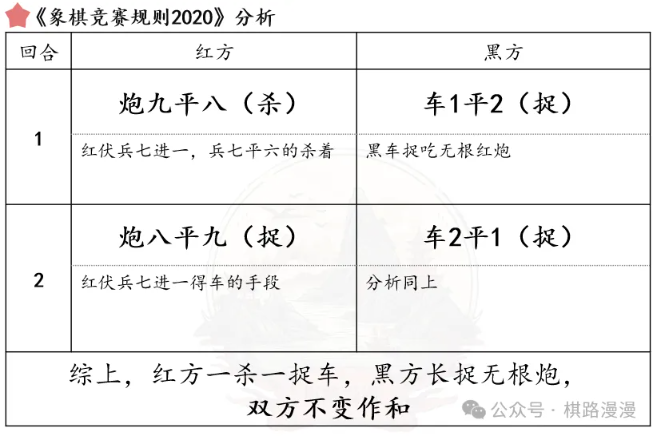 《象棋竞赛规则2020》分析
回合
红方
黑方
1
炮九平八（杀）
车1平2（捉）
红伏兵七进一，兵七平六的杀着
黑车捉吃无根红炮
2
炮八平九（捉）
车2平1（捉）
红伏兵七进一得车的手段
分析同上
综上，红方一杀一捉车，黑方长捉无根炮，
双方不变作和
公众号·棋路漫漫